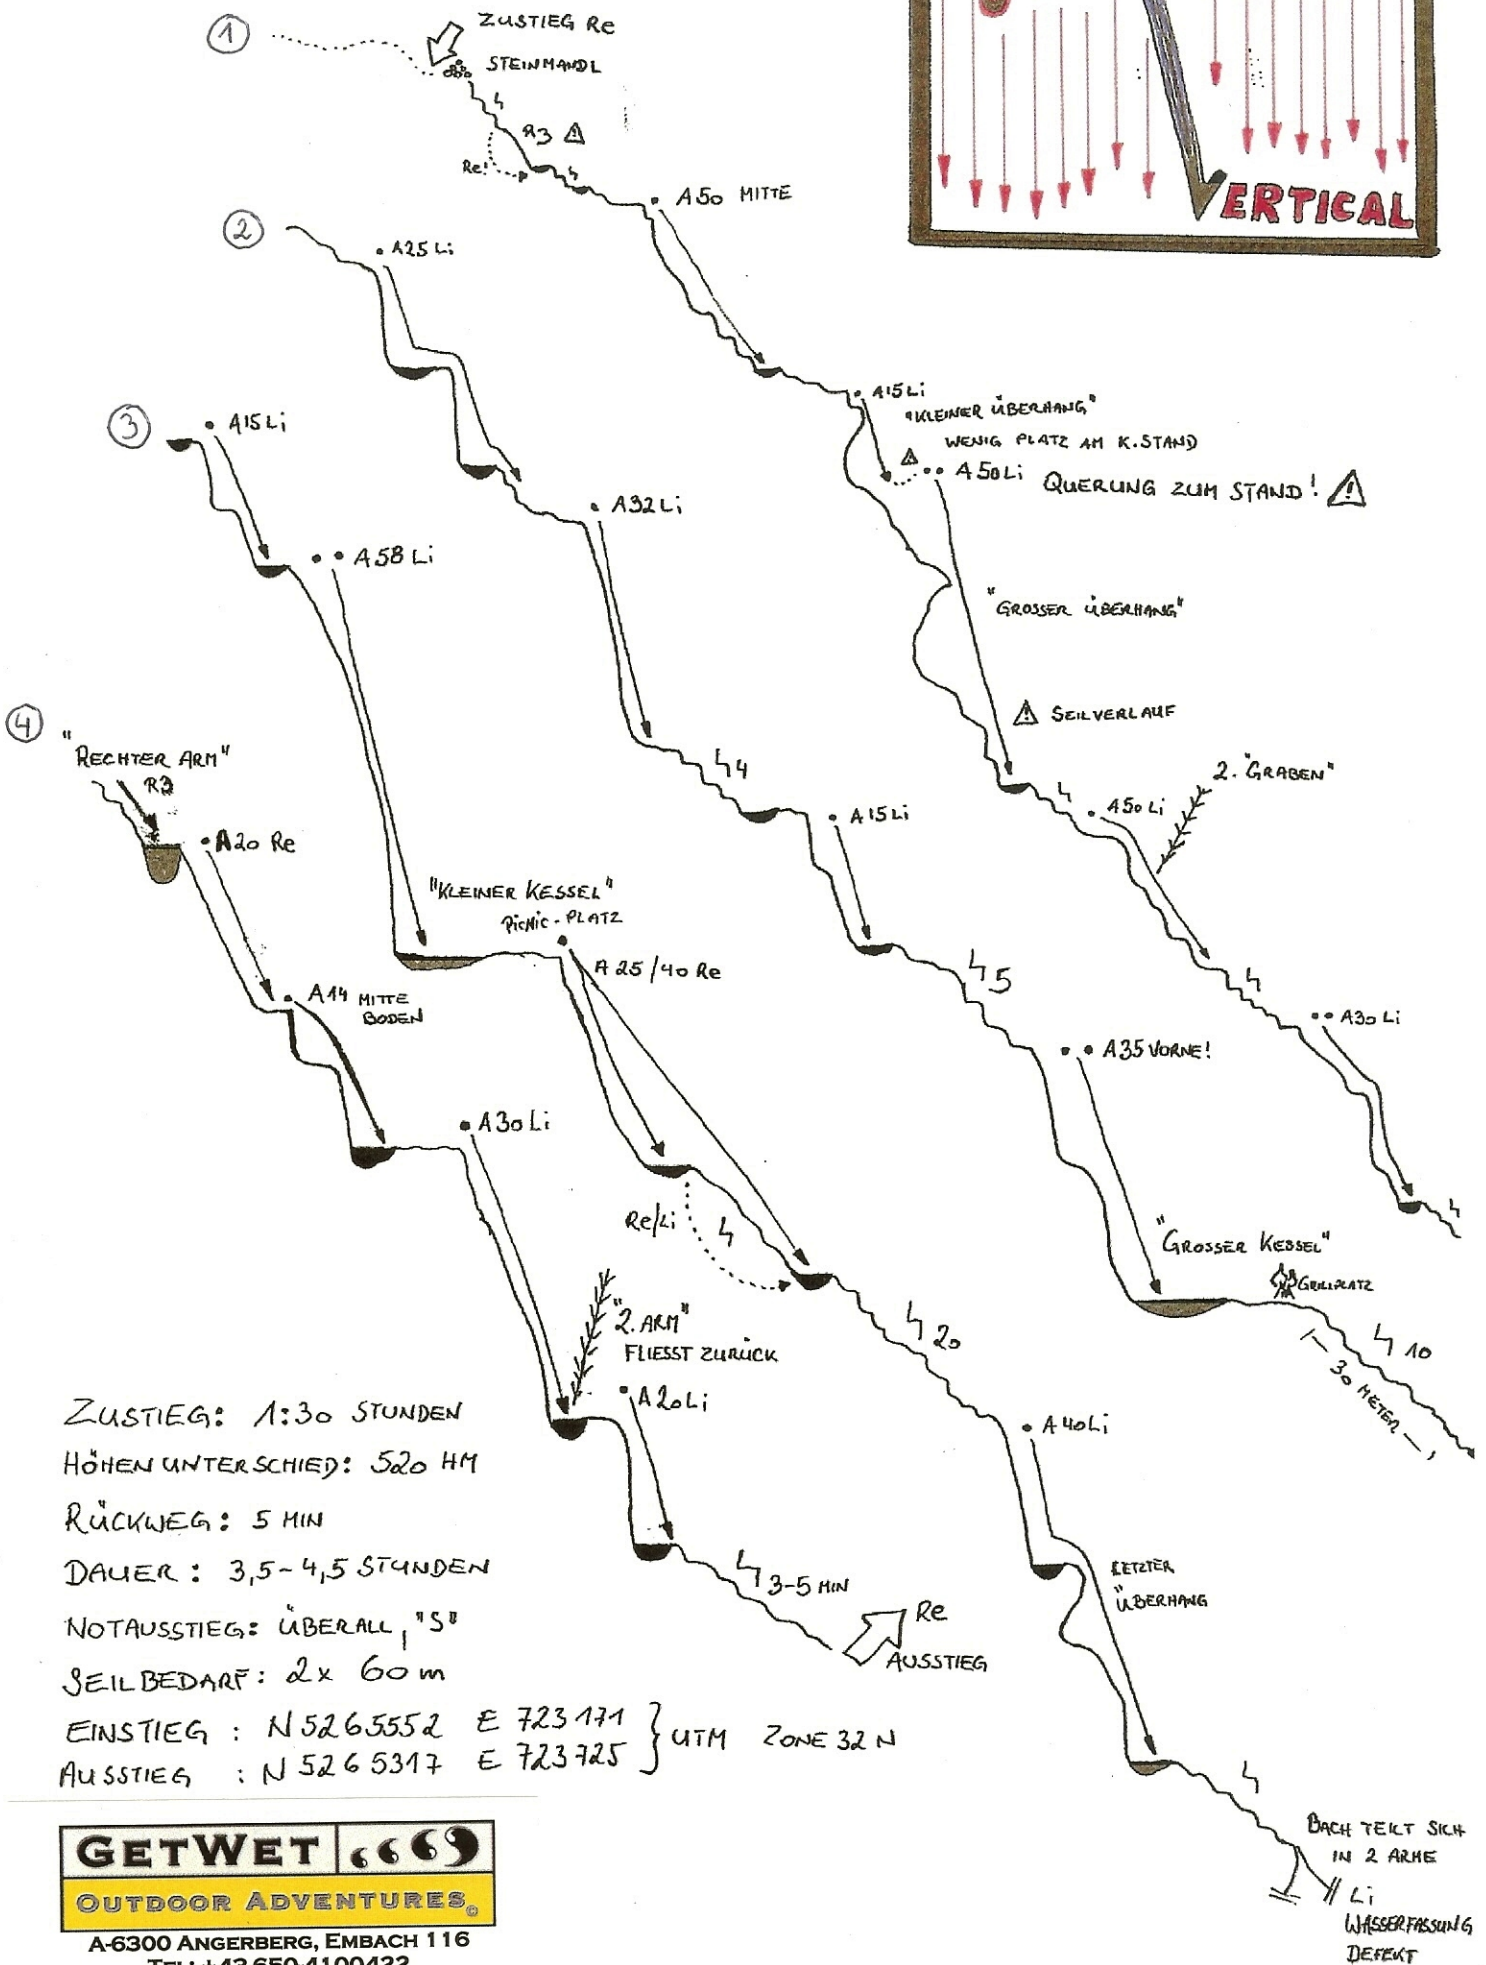 1
ZUSTIEG Re
STEINMANDL
R3
Re!
A50 MITTE
A15 Li
"KLEINER ÜBERHANG"
WENIG PLATZ AM K.STAND
A50 Li QUERUNG ZUM STAND!
"GROSSER ÜBERHANG"
SEILVERLAUF
2. "GRABEN"
A50 Li
A30 Li
VERTICAL
2
A25 Li
A32 Li
4
A15 Li
5
A35 VORNE!
"GROSSER KESSEL"
GRILLPLATZ
10
30 METER
3
A15 Li
A58 Li
"KLEINER KESSEL"
PICNIC-PLATZ
A 25/40 Re
Re/Li
20
A 40 Li
LETZTER
ÜBERHANG
BACH TEILT SICH
IN 2 ARME
Li
WASSERFASSUNG
DEFEKT
4
"RECHTER ARM"
R3
A20 Re
A14 MITTE
BODEN
A30 Li
"2. ARM"
FLIESST ZURÜCK
A 20 Li
3-5 MIN
Re
AUSSTIEG
ZUSTIEG: 1:30 STUNDEN
HÖHENUNTERSCHIED: 520 HM
RÜCKWEG: 5 MIN
DAUER: 3,5-4,5 STUNDEN
NOTAUSSTIEG: ÜBERALL, "S"
SEILBEDARF: 2x 60 m
EINSTIEG : N 5265552 E 723171
AUSSTIEG : N 5265317 E 723725 } UTM ZONE 32 N
GETWET
OUTDOOR ADVENTURES©
A-6300 ANGERBERG, EMBACH 116